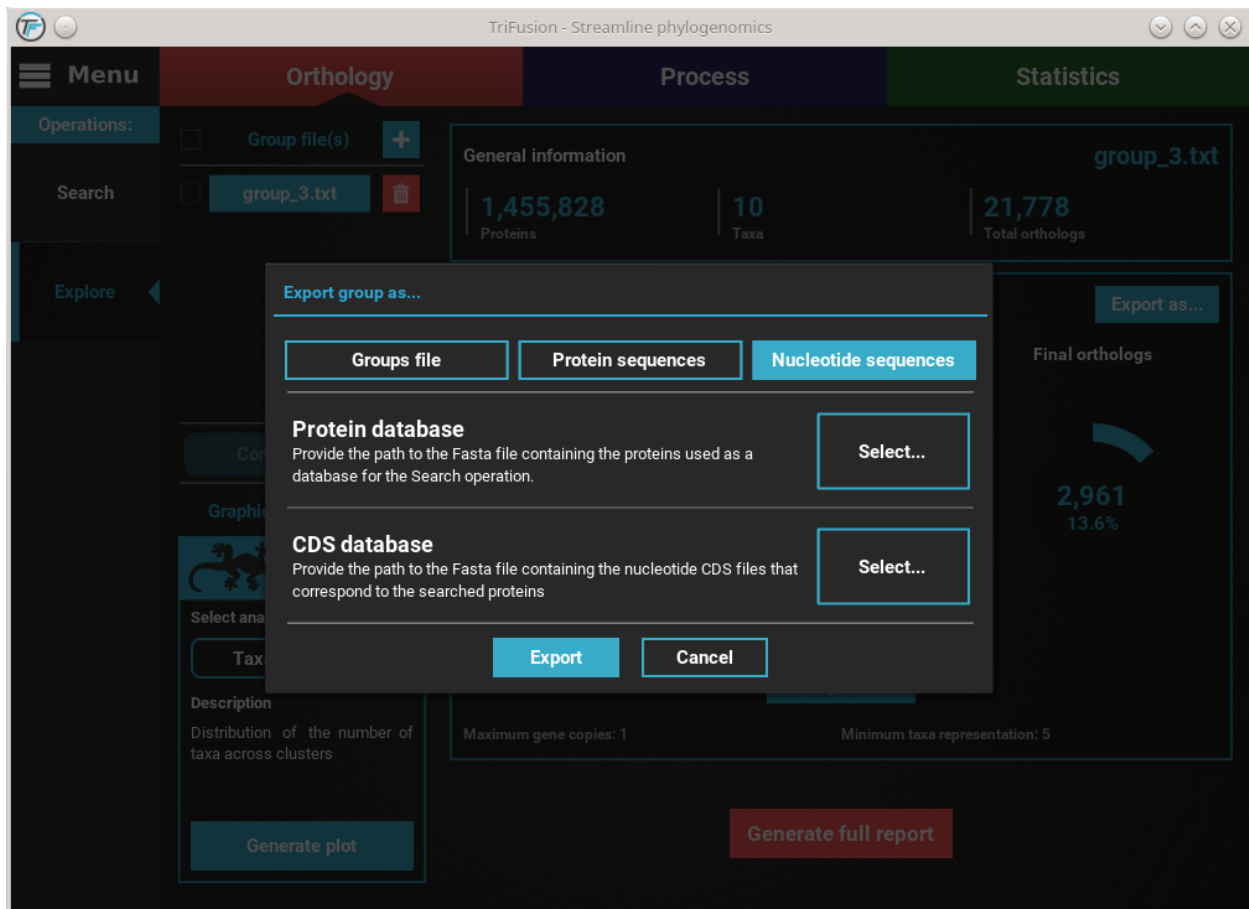 TriFusion - Streamline phylogenomics
Menu
Orthology
Process
Statistics
Operations:
Search
Explore
Group file(s)
group_3.txt
General information
group_3.txt
1,455,828
Proteins
10
Taxa
21,778
Total orthologs
Export as...
Final orthologs
2,961
13.6%
Export group as...
Groups file
Protein sequences
Nucleotide sequences
Protein database
Provide the path to the Fasta file containing the proteins used as a
database for the Search operation.
Select...
CDS database
Provide the path to the Fasta file containing the nucleotide CDS files that
correspond to the searched proteins
Select...
Export
Cancel
Select
Description
Distribution of the number of
taxa across clusters
Generate plot
Maximum gene copies: 1
Minimum taxa representation: 5
Generate full report